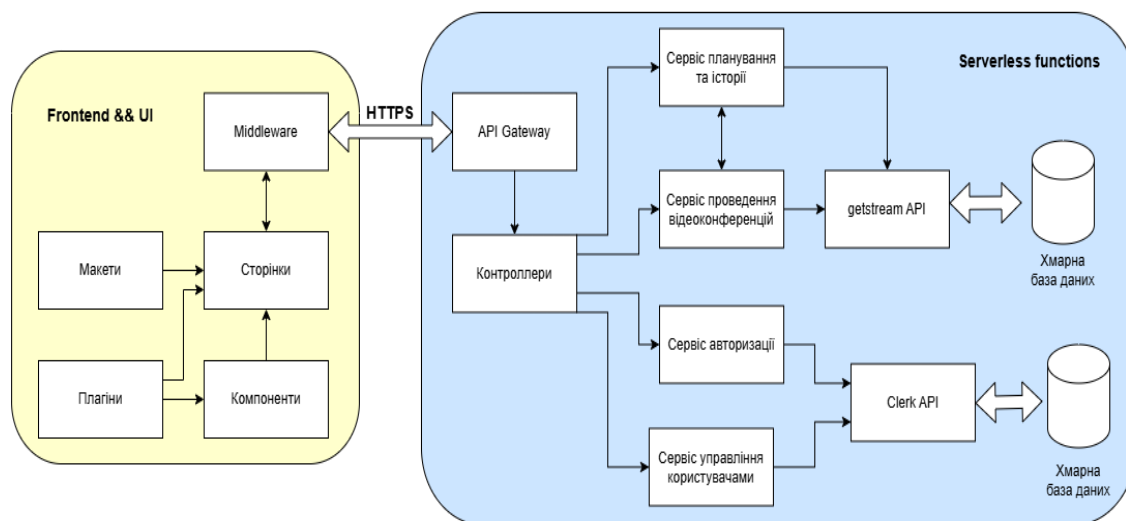 Frontend && UI
Middleware
Макети
Сторінки
Плагіни
Компоненти
HTTPS
Serverless functions
API Gateway
Контроллери
Сервіс планування
та історії
Сервіс проведення
відеоконференцій
getstream API
Хмарна
база даних
Сервіс авторизації
Clerk API
Сервіс управління
користувачами
Хмарна
база даних